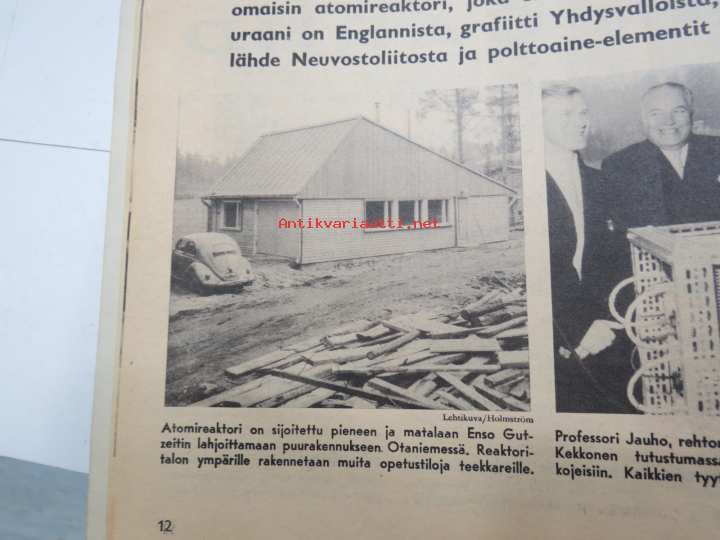 omaisin atomireaktori, joka
uraani on Englannista, grafiitti Yhdysvalloista,
lähde Neuvostoliitosta ja polttoaine-elementit
Antikvariaatti.net
Lehtikuva/Holmström
Atomireaktori on sijoitettu pieneen ja matalaan Enso Gut-
zeitin lahjoittamaan puurakennukseen Otaniemessä. Reaktori-
talon ympärille rakennetaan muita opetustiloja teekkareille.
Professori Jauho, rehtor
Kekkonen tutustumassa
kojeisiin. Kaikkien tyyt
12